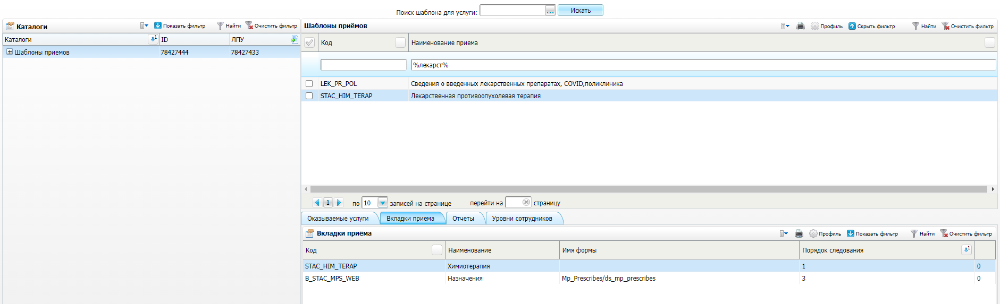 Поиск шаблона для услуги: ... Искать
Каталоги Показать фильтр Найти Очистить фильтр
Каталоги 1 ID ЛПУ
Шаблоны приемов 78427444 78427433
Шаблоны приёмов Профиль Скрыть фильтр Найти Очистить фильтр
Код Наименование приема
%лекарст%
LEK_PR_POL Сведения о введенных лекарственных препаратах, COVID,поликлиника
STAC_HIM_TERAP Лекарственная противоопухолевая терапия
1 по 10 записей на странице перейти на страницу
Оказываемые услуги Вкладки приема Отчеты Уровни сотрудников
Вкладки приёма Профиль Показать фильтр Найти Очистить фильтр
Код Наименование Имя формы Порядок следования 1
STAC_HIM_TERAP Химиотерапия 1 0
B_STAC_MPS_WEB Назначения Mp_Prescribes/ds_mp_prescribes 3 0